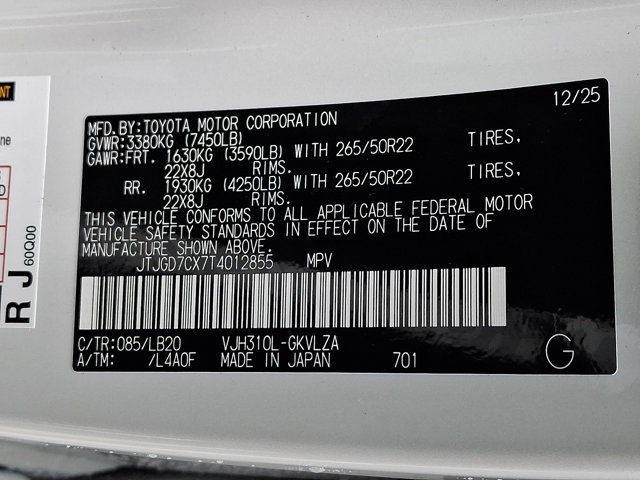 12/25
MFD. BY: TOYOTA MOTOR CORPORATION
GVWR: 3380KG (7450LB)
GAWR: FRT. 1630KG (3590LB) WITH 265/50R22 TIRES,
22X8J RIMS.
RR. 1930KG (4250LB) WITH 265/50R22 TIRES,
22X8J RIMS.
THIS VEHICLE CONFORMS TO ALL APPLICABLE FEDERAL MOTOR
VEHICLE SAFETY STANDARDS IN EFFECT ON THE DATE OF
MANUFACTURE SHOWN ABOVE.
JTJGD7CX7T4012855 MPV
C/TR: 085/LB20 VJH310L-GKVLZA
A/TM: /L4A0F MADE IN JAPAN 701
G
RJ
60Q00